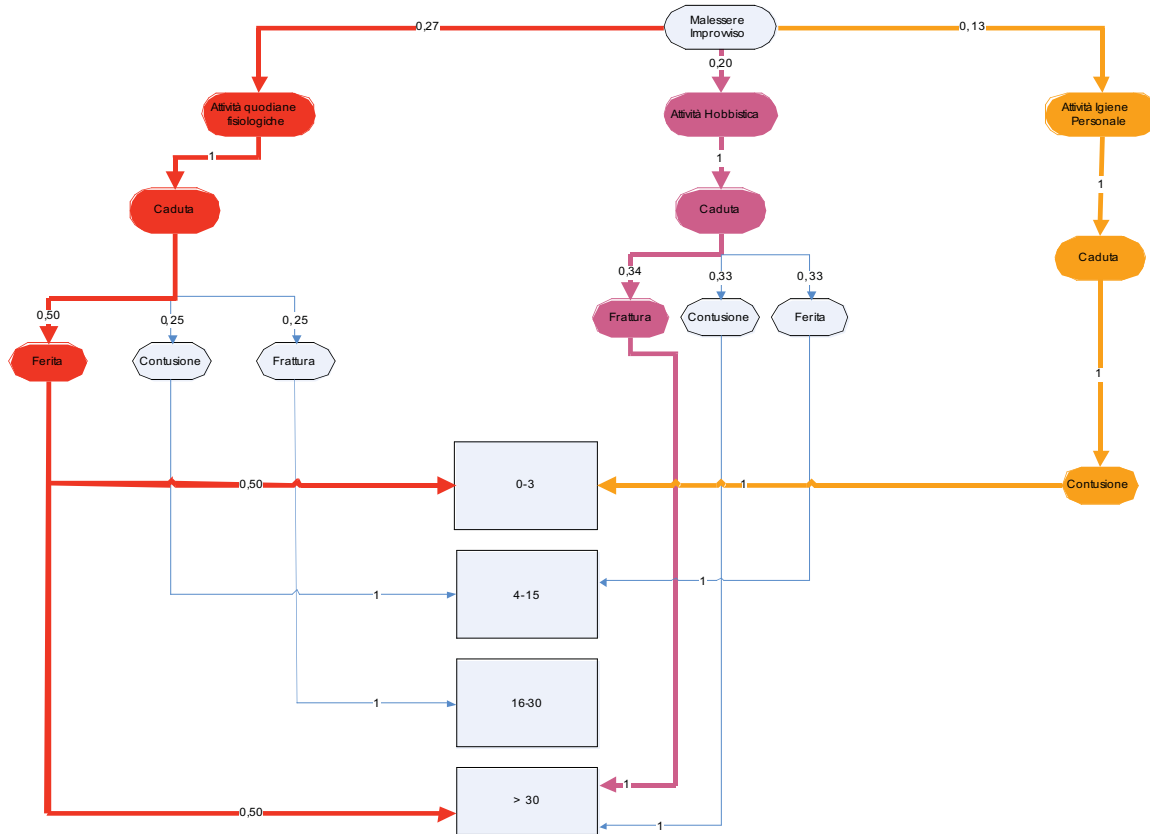 Malessere
Improvviso
0,27
0,13
0,20
Attività quodiane
fisiologiche
Attività Hobbistica
Attività Igiene
Personale
1
1
1
Caduta
Caduta
Caduta
0,34
0,33
0,33
0,50
0,25
0,25
Frattura
Contusione
Ferita
Ferita
Contusione
Frattura
1
0-3
0,50
1
Contusione
4-15
1
1
16-30
1
> 30
1
0,50
1